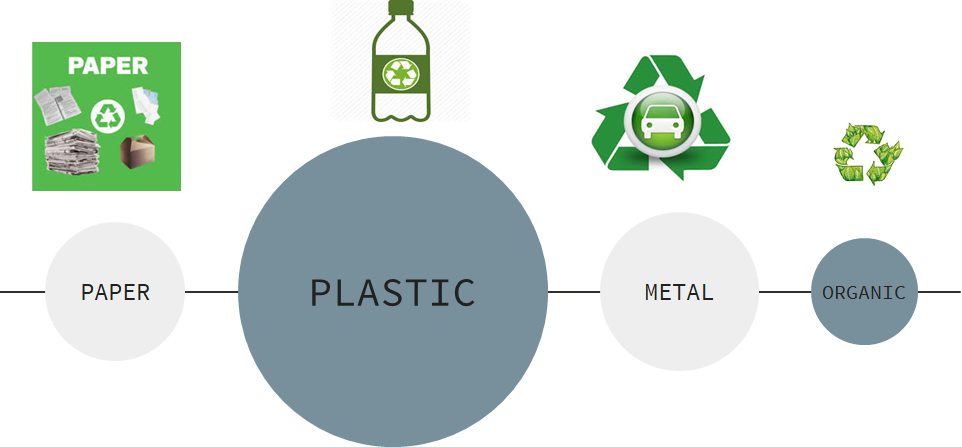 PAPER
PAPER
PLASTIC
METAL
ORGANIC